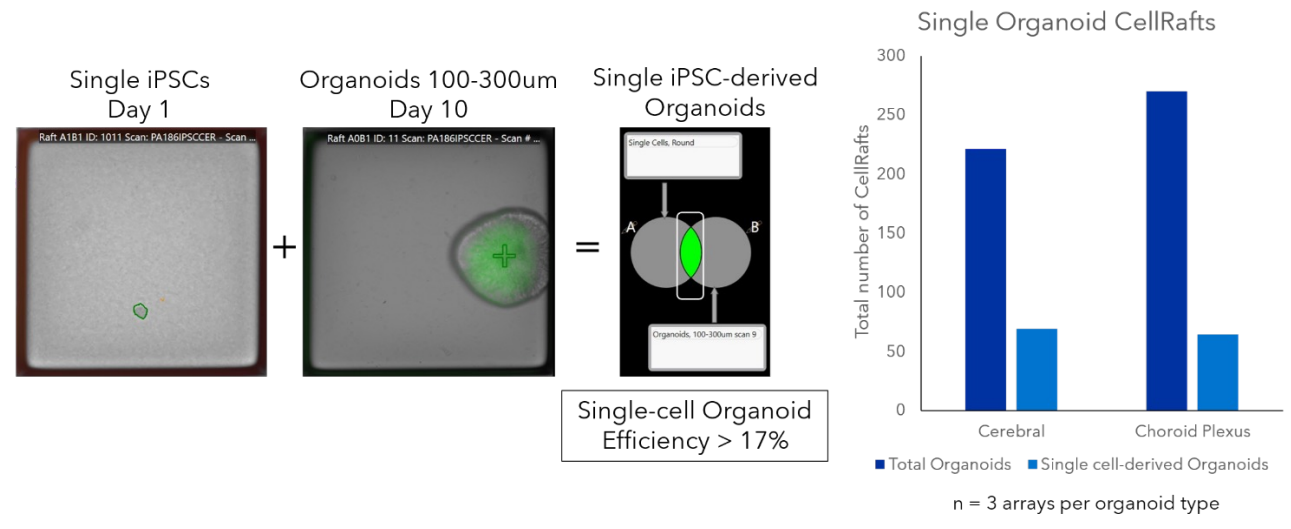 Single iPSCs
Day 1
Raft A1B1 ID: 1011 Scan: PA186IPSCCER - Scan ...
+
Organoids 100-300um
Day 10
Raft A0B1 ID: 11 Scan: PA186IPSCCER - Scan # ...
=
Single iPSC-derived
Organoids
Single Cells, Round
A
B
Organoids, 100-300um scan 9
Single-cell Organoid
Efficiency > 17%
Single Organoid CellRafts
Total number of CellRafts
300
250
200
150
100
50
0
Cerebral
Choroid Plexus
Total Organoids
Single cell-derived Organoids
n = 3 arrays per organoid type